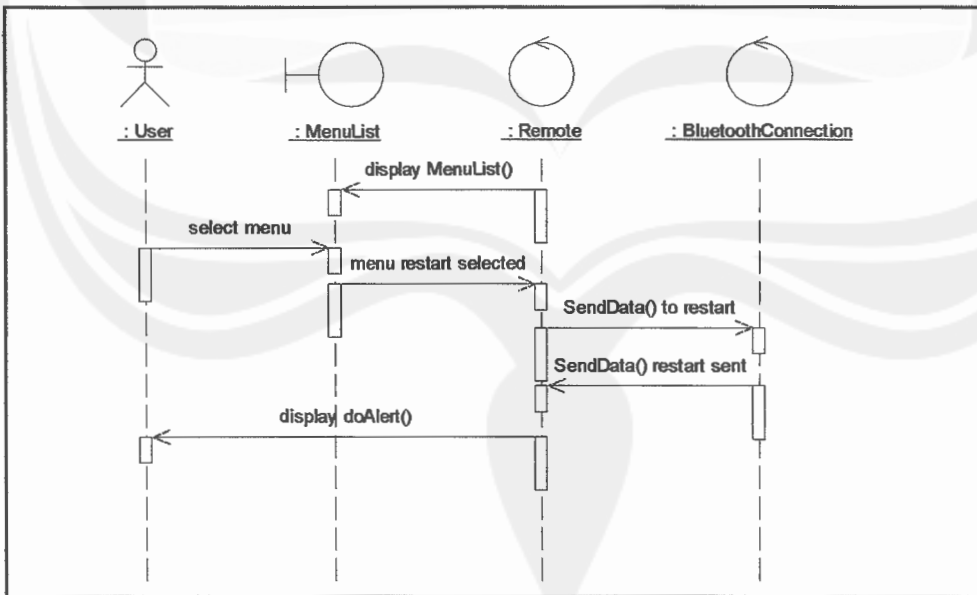 : User
: MenuList
: Remote
: BluetoothConnection
display MenuList()
select menu
menu restart selected
SendData() to restart
SendData() restart sent
display doAlert()